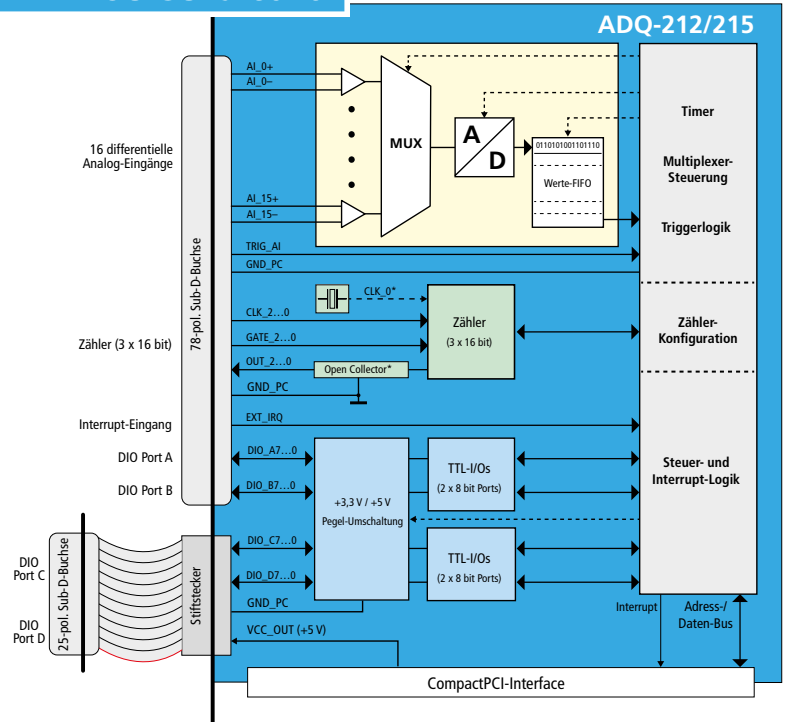 ADQ-212/215
AI_0+
AI_0–
16 differentielle
Analog-Eingänge
MUX
A
D
0110101001101110
Werte-FIFO
Timer
Multiplexer-
Steuerung
Triggerlogik
AI_15+
AI_15–
TRIG_AI
GND_PC
78-pol. Sub-D-Buchse
CLK_0*
CLK_2...0
Zähler (3 x 16 bit)
GATE_2...0
Zähler
(3 x 16 bit)
Zähler-
Konfiguration
OUT_2...0
Open Collector*
GND_PC
Interrupt-Eingang
EXT_IRQ
DIO Port A
DIO_A7...0
DIO Port B
DIO_B7...0
+3,3 V / +5 V
Pegel-Umschaltung
TTL-I/Os
(2 x 8 bit Ports)
Steuer- und
Interrupt-Logik
DIO
Port C
DIO
Port D
25-pol. Sub-D-Buchse
Stiftstecker
DIO_C7...0
DIO_D7...0
TTL-I/Os
(2 x 8 bit Ports)
GND_PC
VCC_OUT (+5 V)
Interrupt
Adress-/
Daten-Bus
CompactPCI-Interface